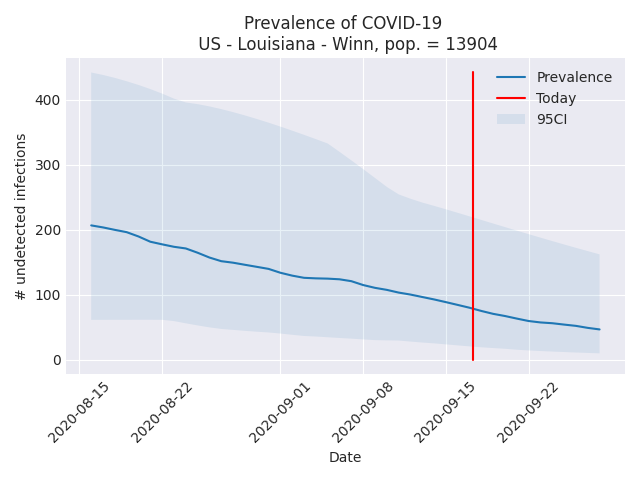 Prevalence of COVID-19
US - Louisiana - Winn, pop. = 13904
Prevalence
Today
95CI
# undetected infections
400
300
200
100
0
2020-08-15
2020-08-22
2020-09-01
2020-09-08
2020-09-15
2020-09-22
Date